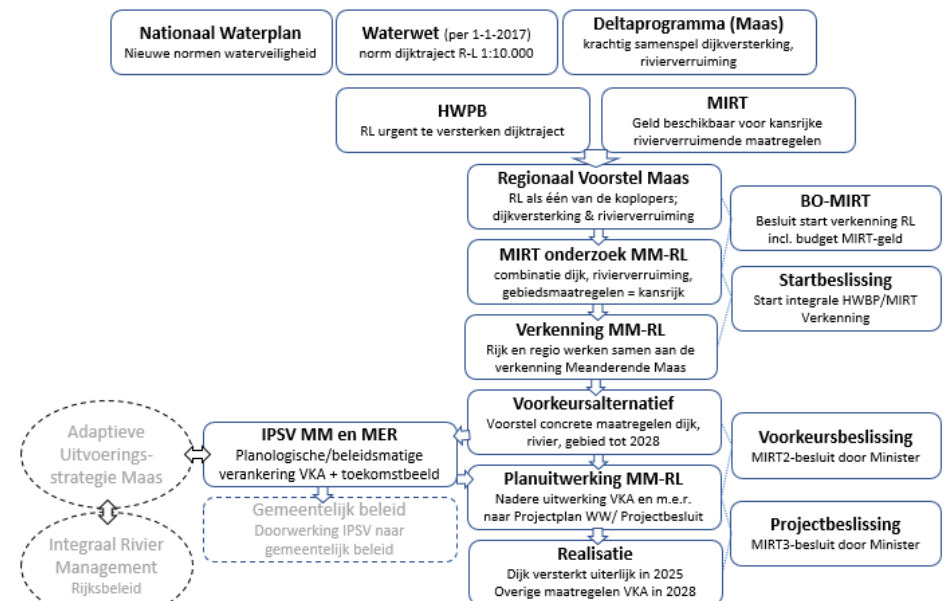 Nationaal Waterplan
Nieuwe normen waterveiligheid
Waterwet (per 1-1-2017)
norm dijktraject R-L 1:10.000
Deltaprogramma (Maas)
krachtig samenspel dijkversterking,
rivierverruiming
HWPB
RL urgent te versterken dijktraject
MIRT
Geld beschikbaar voor kansrijke
rivierverruimende maatregelen
Regionaal Voorstel Maas
RL als één van de koplopers;
dijkversterking & rivierverruiming
BO-MIRT
Besluit start verkenning RL
incl. budget MIRT-geld
MIRT onderzoek MM-RL
combinatie dijk, rivierverruiming,
gebiedsmaatregelen = kansrijk
Startbeslissing
Start integrale HWBP/MIRT
Verkenning
Verkenning MM-RL
Rijk en regio werken samen aan de
verkenning Meanderende Maas
Voorkeursalternatief
Voorstel concrete maatregelen dijk,
rivier, gebied tot 2028
Voorkeursbeslissing
MIRT2-besluit door Minister
Adaptieve
Uitvoerings-
strategie Maas
IPSV MM en MER
Planologische/beleidsmatige
verankering VKA + toekomstbeeld
Planuitwerking MM-RL
Nadere uitwerking VKA en m.e.r.
naar Projectplan WW/ Projectbesluit
Gemeentelijk beleid
Doorwerking IPSV naar
gemeentelijk beleid
Projectbeslissing
MIRT3-besluit door Minister
Integraal Rivier
Management
Rijksbeleid
Realisatie
Dijk versterkt uiterlijk in 2025
Overige maatregelen VKA in 2028